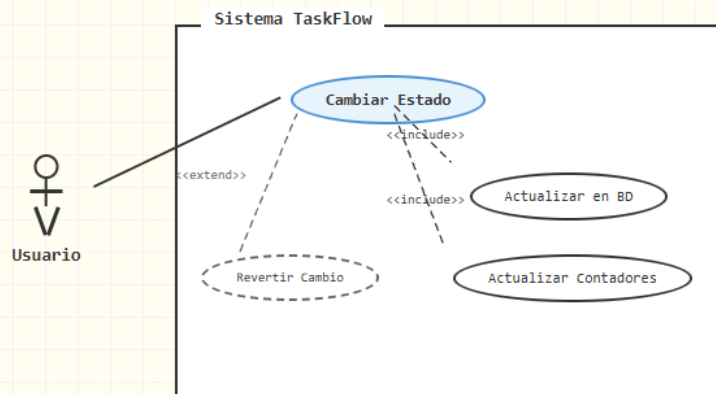 Sistema TaskFlow
Cambiar Estado
<<include>>
<<extend>>
<<include>>
Actualizar en BD
Usuario
Revertir Cambio
Actualizar Contadores